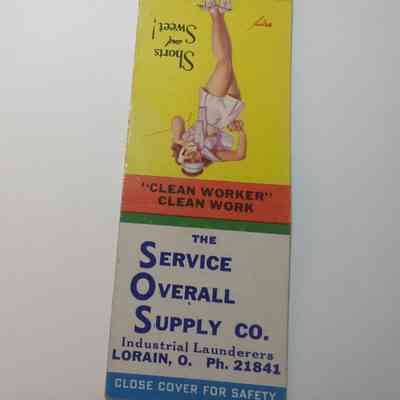 Shorts
and
Sweet!
"CLEAN WORKER"
CLEAN WORK
THE
SERVICE
OVERALL
SUPPLY CO.
Industrial Launderers
LORAIN, O. Ph. 21841
CLOSE COVER FOR SAFETY